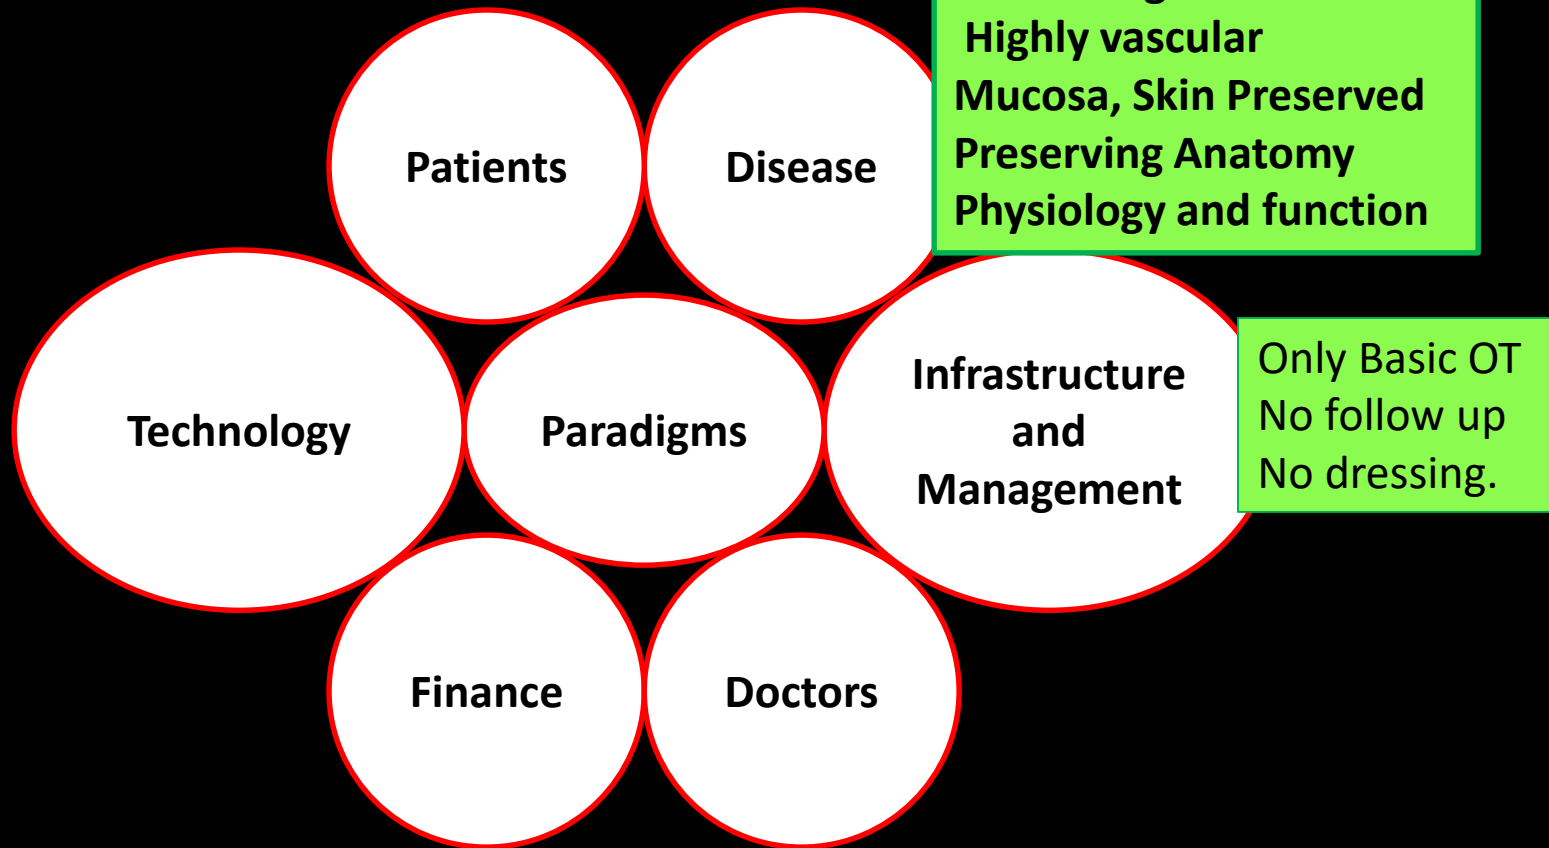 Highly vascular
Mucosa, Skin Preserved
Preserving Anatomy
Physiology and function
Patients
Disease
Technology
Paradigms
Infrastructure
and
Management
Only Basic OT
No follow up
No dressing.
Finance
Doctors